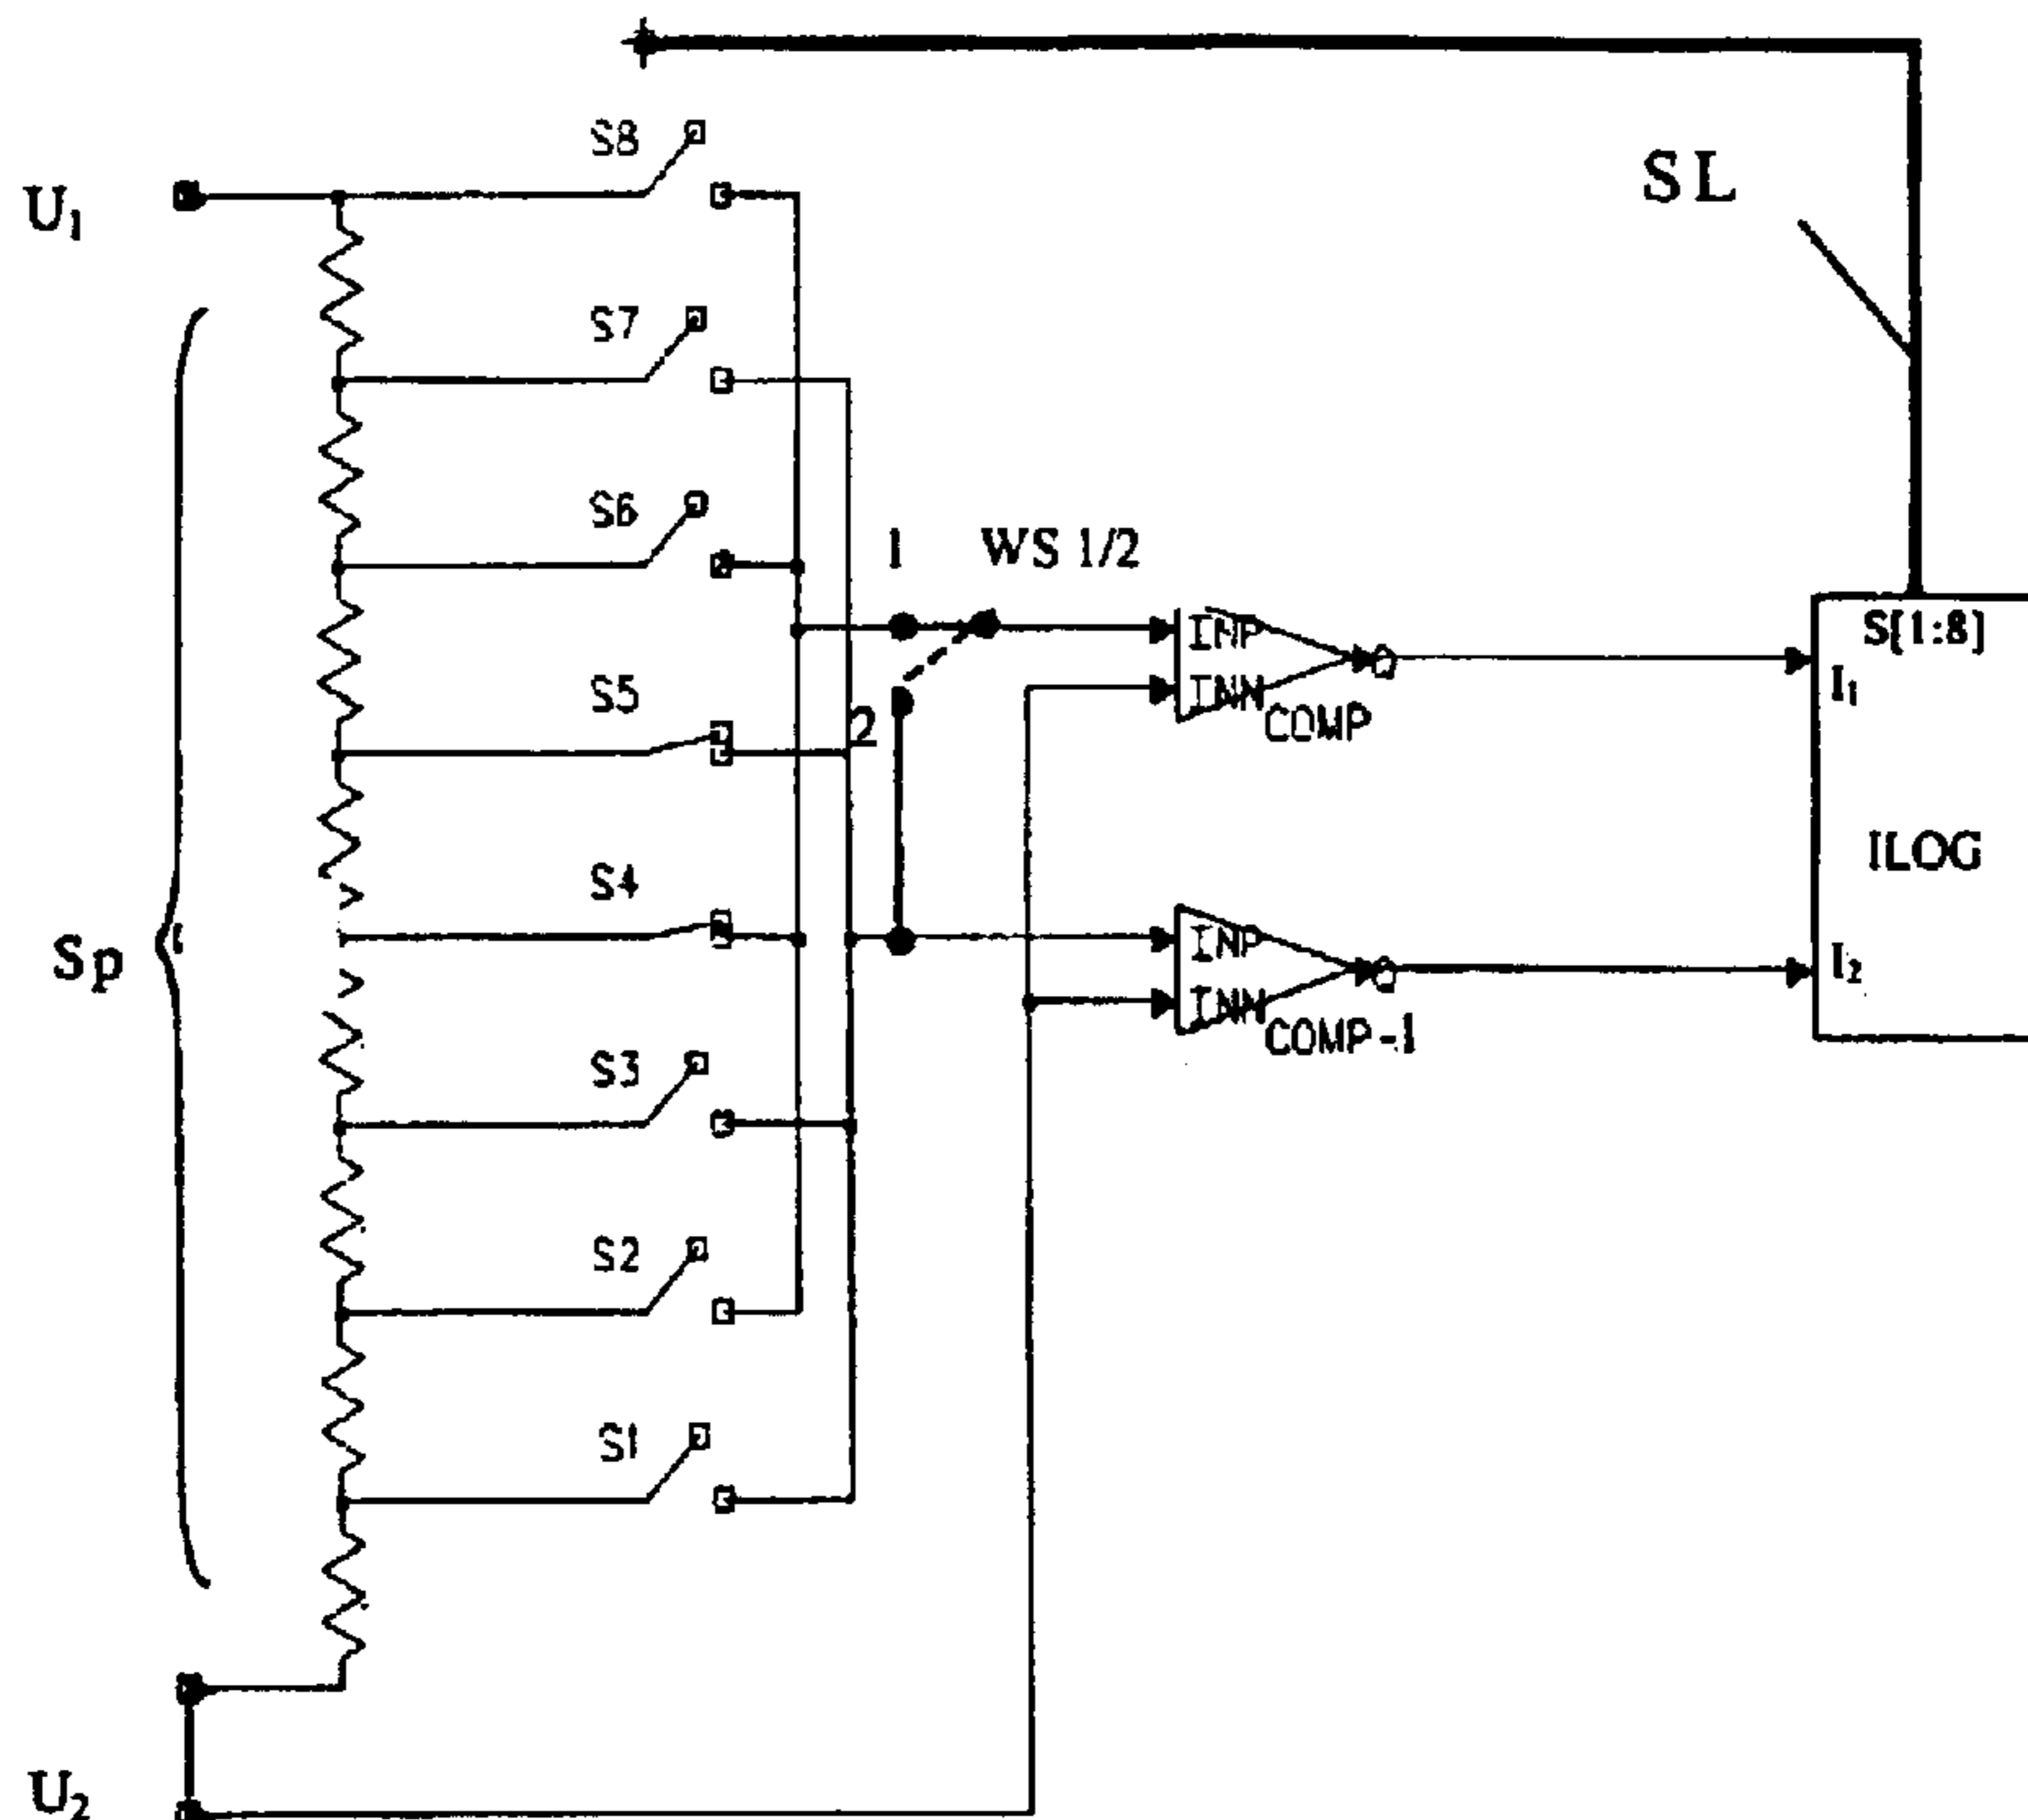 S8
SL
U1
S7
S6
1
WS 1/2
S[1:8]
INP
I1
S5
2
INN
COMP
ILOG
S4
Sp
INP
I2
INN
COMP-1
S3
S2
S1
U2